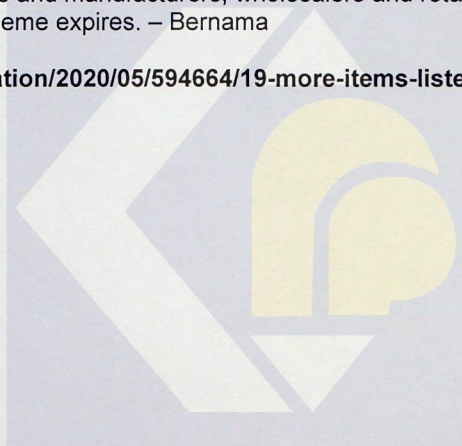 and manufacturers, wholesalers and
eme expires. – Bernama
ation/2020/05/594664/19-more-items-liste